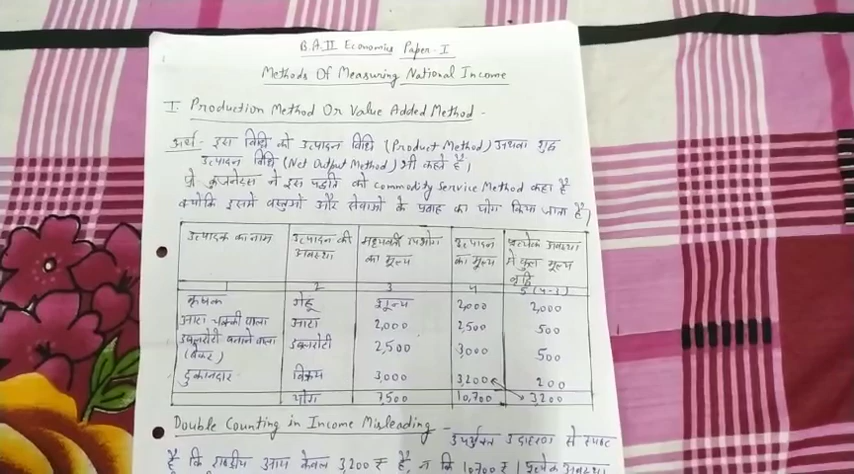 B.A.II Economics Paper-I
Methods Of Measuring National Income
I. Production Method Or Value Added Method -
अर्थ - इस विधि को उत्पादन विधि (Product Method) अथवा शुद्ध
उत्पादन विधि (Net Output Method) भी कहते हैं।
प्रो कुजनेट्स ने इस पद्धति को commodity Service Method कहा है
क्योंकि इसमें वस्तुओं और सेवाओं के प्रवाह का योग किया जाता है।
उत्पादक का नाम उत्पादन की अवस्था मध्यवर्ती उपभोग का मूल्य उत्पादन का मूल्य प्रत्येक अवस्था में कुल मूल्य वृद्धि
1 2 3 4 5 (4-3)
कृषक गेहू शून्य 2,000 2,000
आटा चक्की वाला आटा 2,000 2,500 500
डबलरोटी बनाने वाला (बेकर) डबलरोटी 2,500 3000 500
दुकानदार विक्रय 3,000 3,200 200
योग 7,500 10,700 3,200
Double Counting in Income Misleading - उपर्युक्त उदाहरण से स्पष्ट
है कि राष्ट्रीय आय केवल 3,200 ₹ है, न कि 10700 ₹। प्रत्येक अवस्था